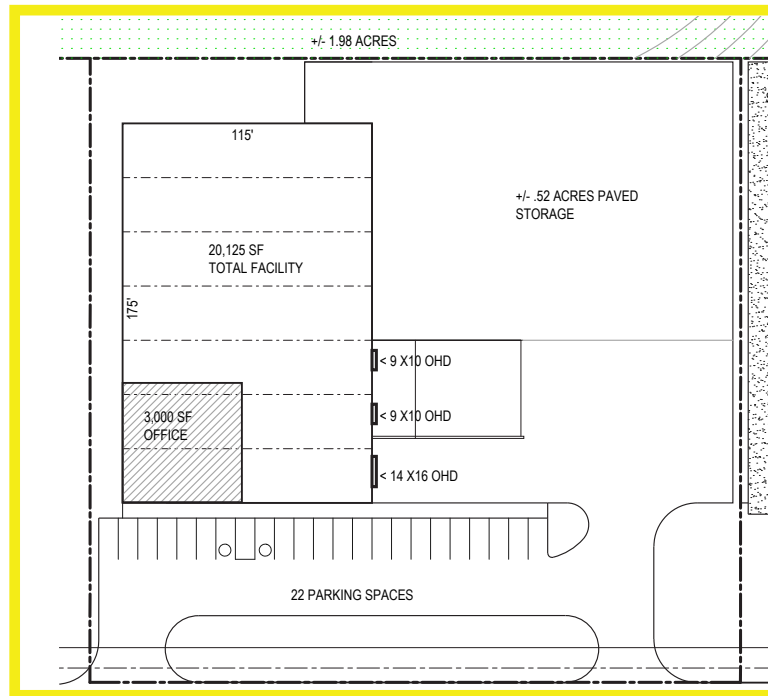 +/- 1.98 ACRES
115'
+/- .52 ACRES PAVED
STORAGE
20,125 SF
TOTAL FACILITY
175'
< 9 X10 OHD
3,000 SF
OFFICE
< 9 X10 OHD
< 14 X16 OHD
22 PARKING SPACES